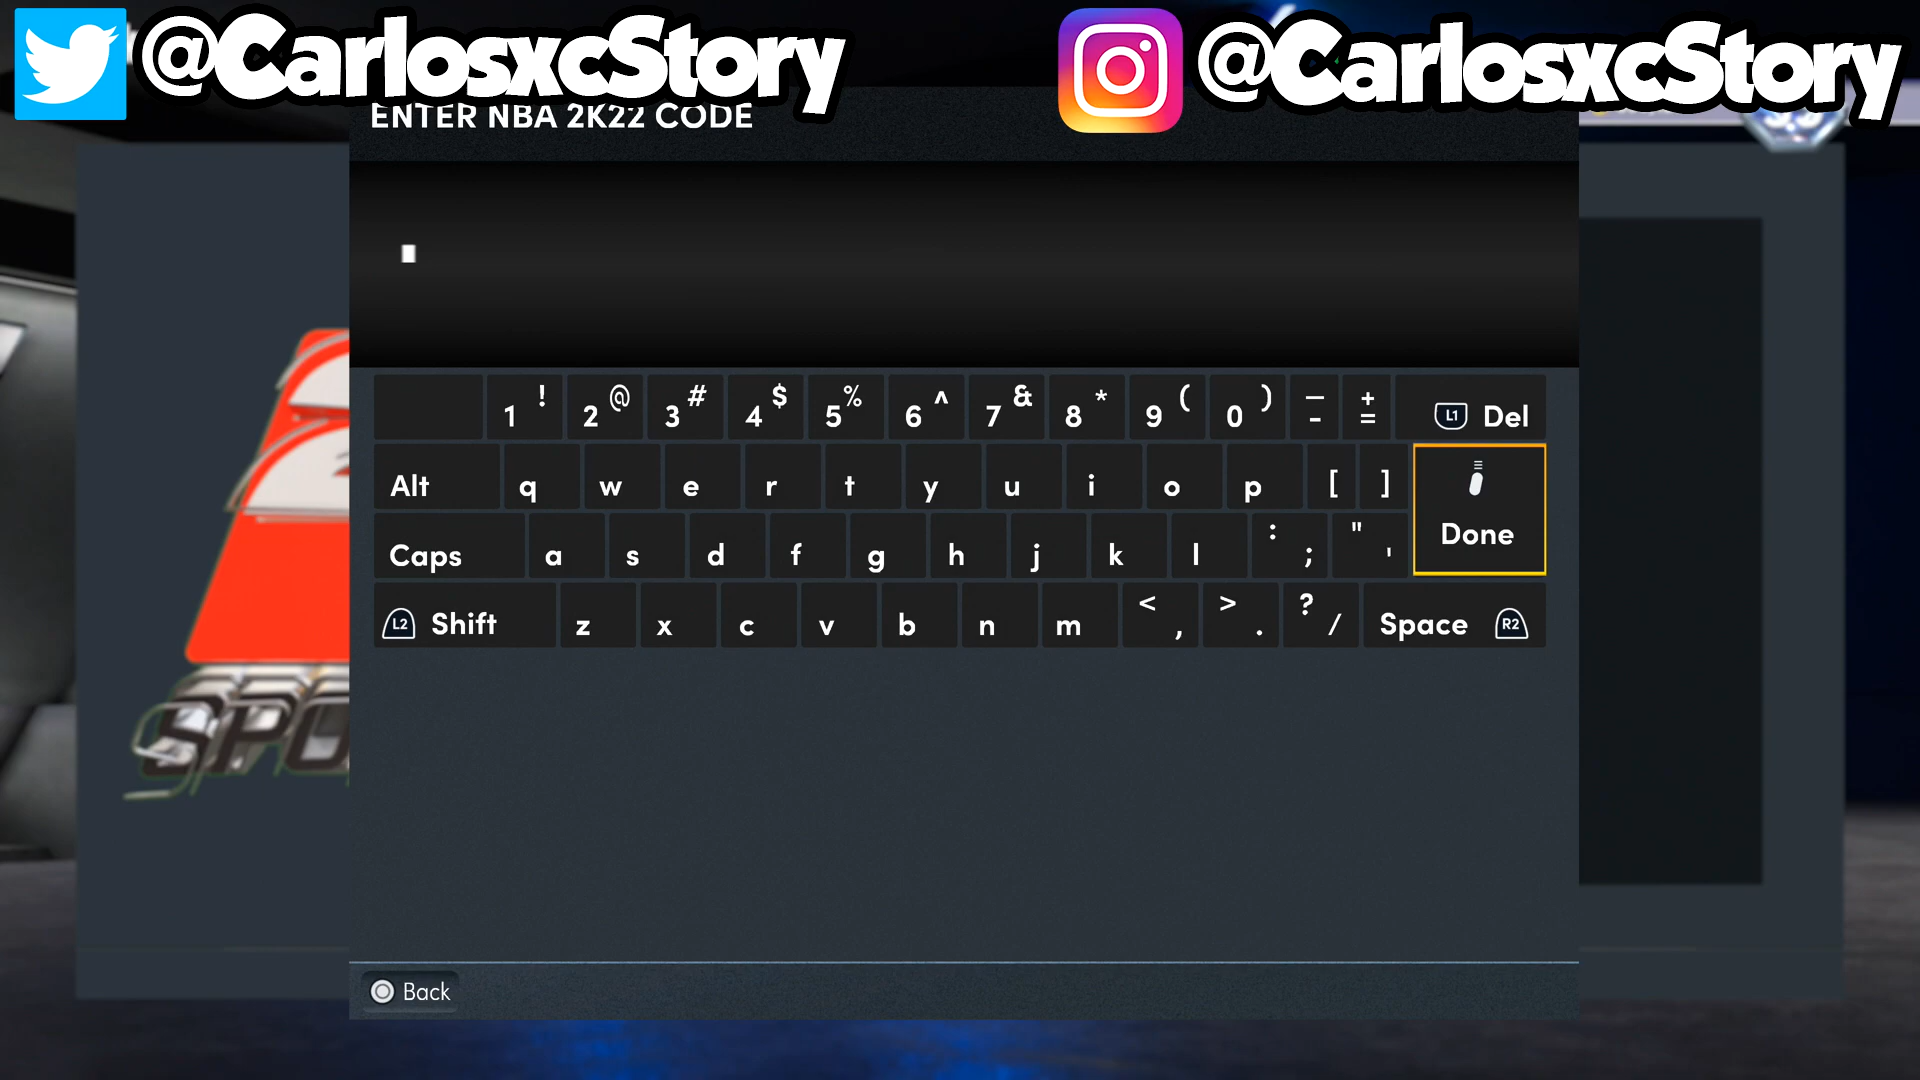 @CarlosxcStory
@CarlosxcStory
ENTER NBA 2K22 CODE
1 ! 2 @ 3 # 4 $ 5 % 6 ^ 7 & 8 * 9 ( 0 ) - — = + L1 Del
Alt q w e r t y u i o p [ ] Done
Caps a s d f g h j k l : ; " '
L2 Shift z x c v b n m < , > . ? / Space R2
SPO
Back